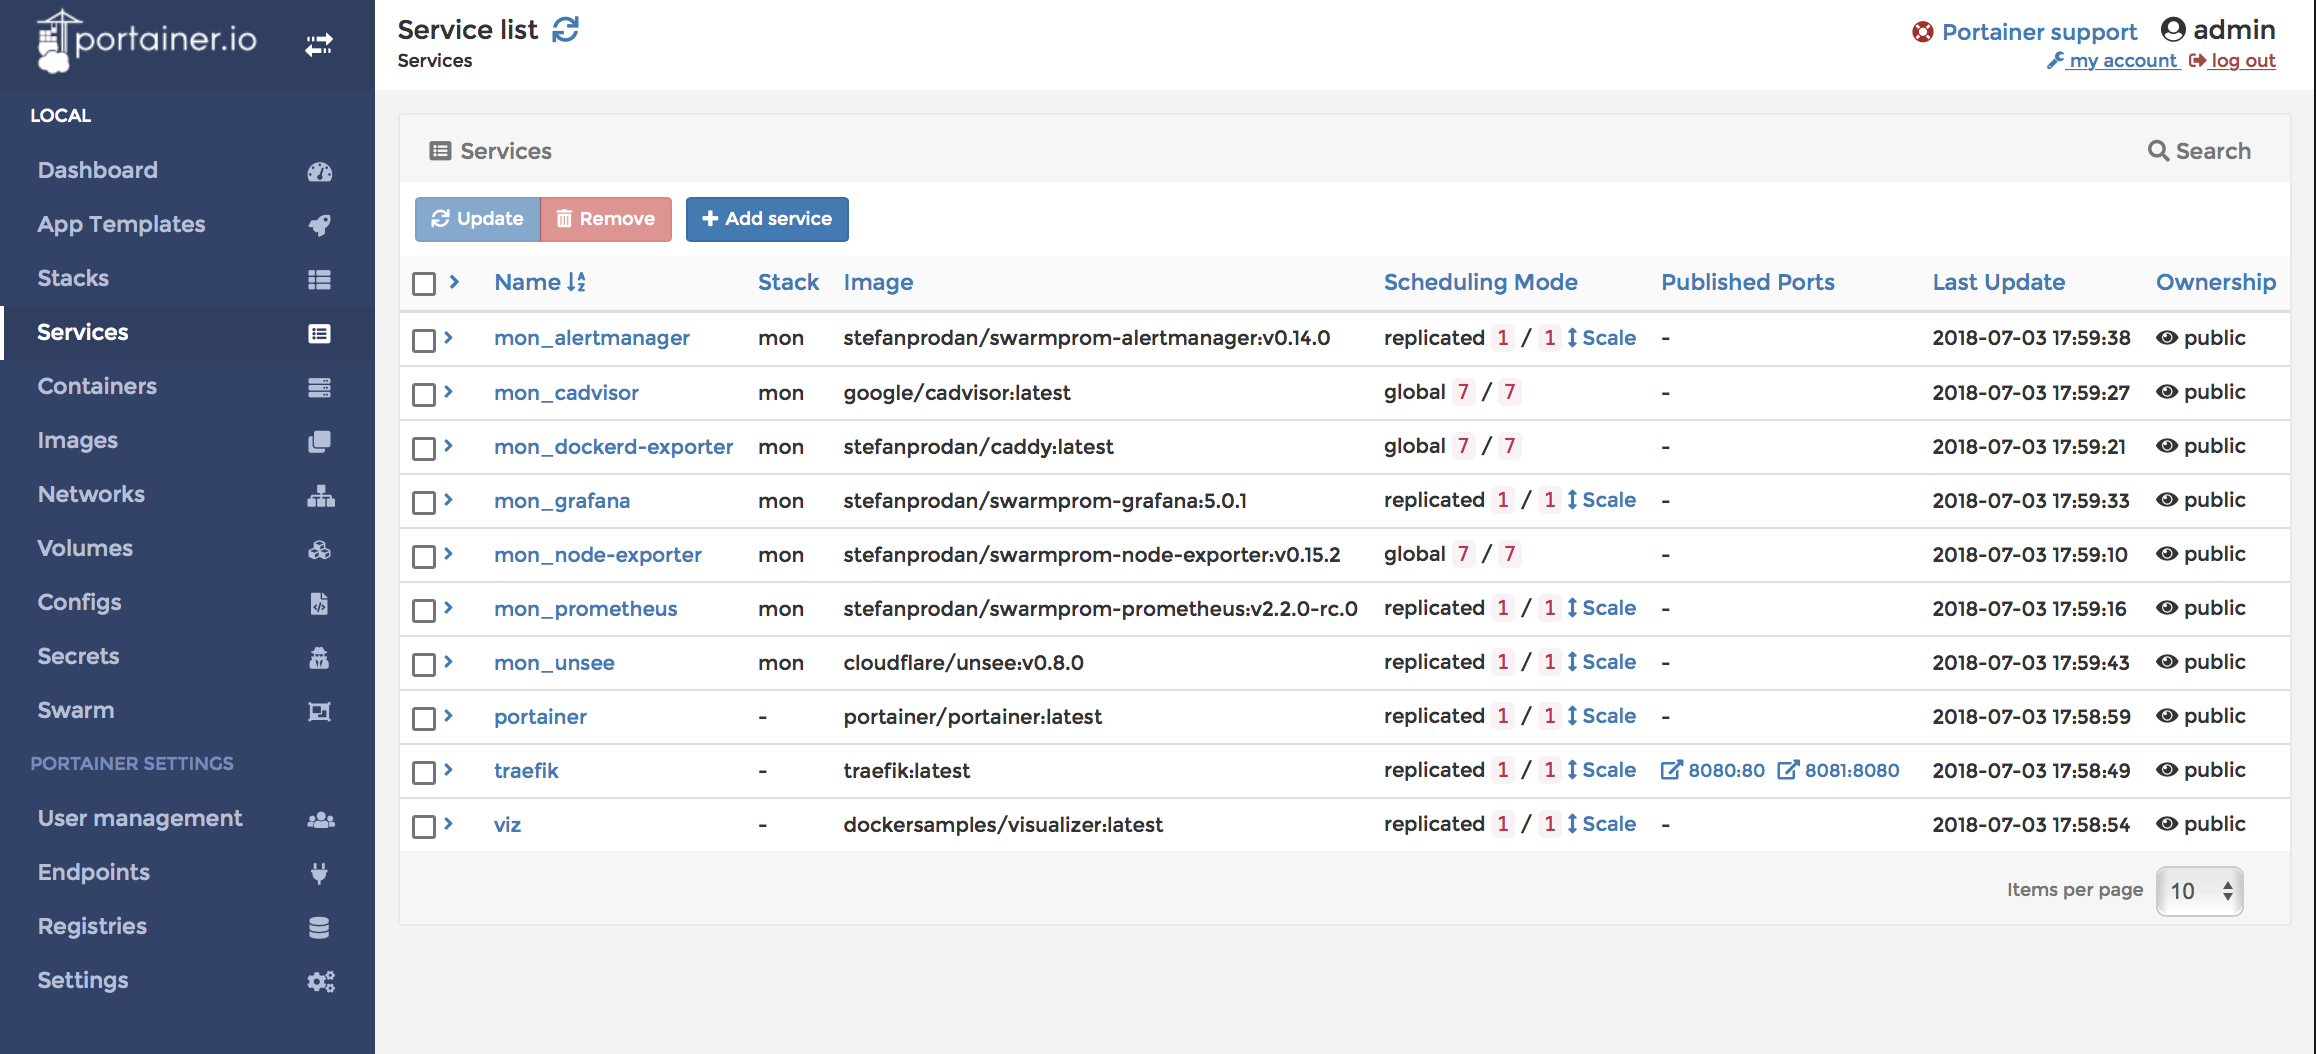 portainer.io
LOCAL
Dashboard
App Templates
Stacks
Services
Containers
Images
Networks
Volumes
Configs
Secrets
Swarm
PORTAINER SETTINGS
User management
Endpoints
Registries
Settings
Service list
Services
Portainer support admin
my account log out
Services Search
Update Remove Add service
Name Stack Image Scheduling Mode Published Ports Last Update Ownership
mon_alertmanager mon stefanprodan/swarmprom-alertmanager:v0.14.0 replicated 1 / 1 Scale - 2018-07-03 17:59:38 public
mon_cadvisor mon google/cadvisor:latest global 7 / 7 - 2018-07-03 17:59:27 public
mon_dockerd-exporter mon stefanprodan/caddy:latest global 7 / 7 - 2018-07-03 17:59:21 public
mon_grafana mon stefanprodan/swarmprom-grafana:5.0.1 replicated 1 / 1 Scale - 2018-07-03 17:59:33 public
mon_node-exporter mon stefanprodan/swarmprom-node-exporter:v0.15.2 global 7 / 7 - 2018-07-03 17:59:10 public
mon_prometheus mon stefanprodan/swarmprom-prometheus:v2.2.0-rc.0 replicated 1 / 1 Scale - 2018-07-03 17:59:16 public
mon_unsee mon cloudflare/unsee:v0.8.0 replicated 1 / 1 Scale - 2018-07-03 17:59:43 public
portainer - portainer/portainer:latest replicated 1 / 1 Scale - 2018-07-03 17:58:59 public
traefik - traefik:latest replicated 1 / 1 Scale 8080:80 8081:8080 2018-07-03 17:58:49 public
viz - dockersamples/visualizer:latest replicated 1 / 1 Scale - 2018-07-03 17:58:54 public
Items per page 10